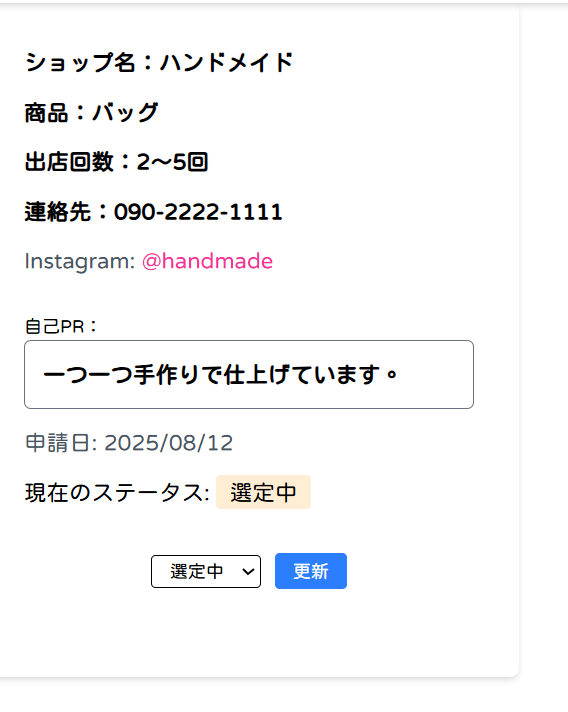 ショップ名：ハンドメイド
商品：バッグ
出店回数：2〜5回
連絡先：090-2222-1111
Instagram: @handmade
自己PR：
一つ一つ手作りで仕上げています。
申請日: 2025/08/12
現在のステータス: 選定中
選定中 更新